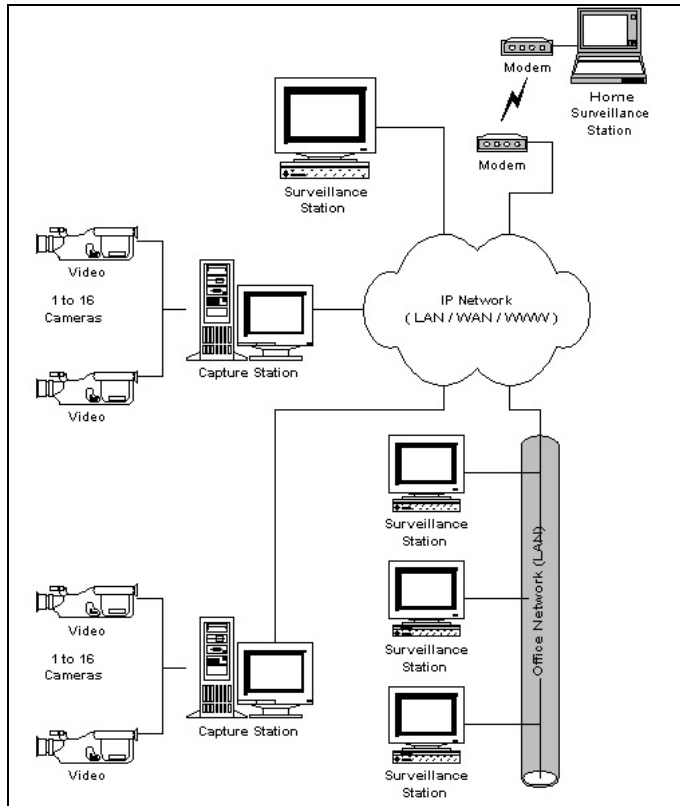 Modem
Home
Surveillance
Station
Modem
Surveillance
Station
Video
1 to 16
Cameras
IP Network
( LAN / WAN / WWW )
Video
Capture Station
Surveillance
Station
Video
1 to 16
Cameras
Surveillance
Station
Office Network (LAN)
Video
Capture Station
Surveillance
Station